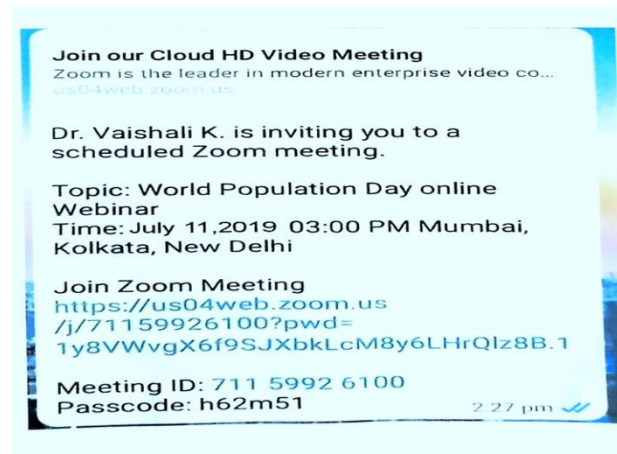 Join our Cloud HD Video Meeting
Zoom is the leader in modern enterprise video co...
us04web.zoom.us
Dr. Vaishali K. is inviting you to a
scheduled Zoom meeting.
Topic: World Population Day online
Webinar
Time: July 11,2019 03:00 PM Mumbai,
Kolkata, New Delhi
Join Zoom Meeting
https://us04web.zoom.us
/j/71159926100?pwd=
1y8VWvgX6f9SJXbkLcM8y6LHrQlz8B.1
Meeting ID: 711 5992 6100
Passcode: h62m51
2:27 pm